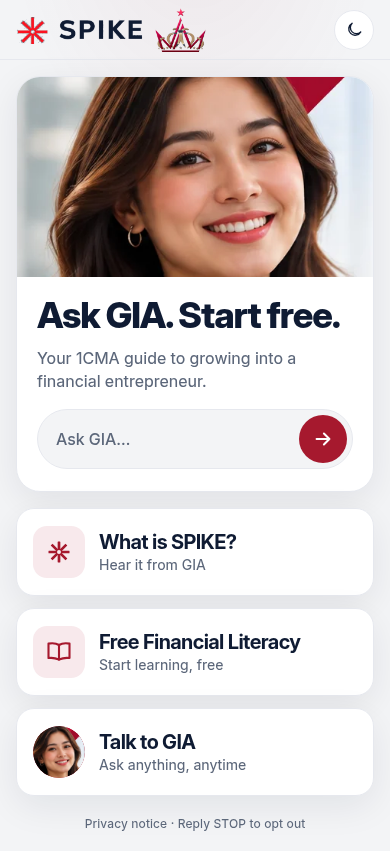 SPIKE
Ask GIA. Start free.
Your 1CMA guide to growing into a
financial entrepreneur.
Ask GIA...
What is SPIKE?
Hear it from GIA
Free Financial Literacy
Start learning, free
Talk to GIA
Ask anything, anytime
Privacy notice · Reply STOP to opt out